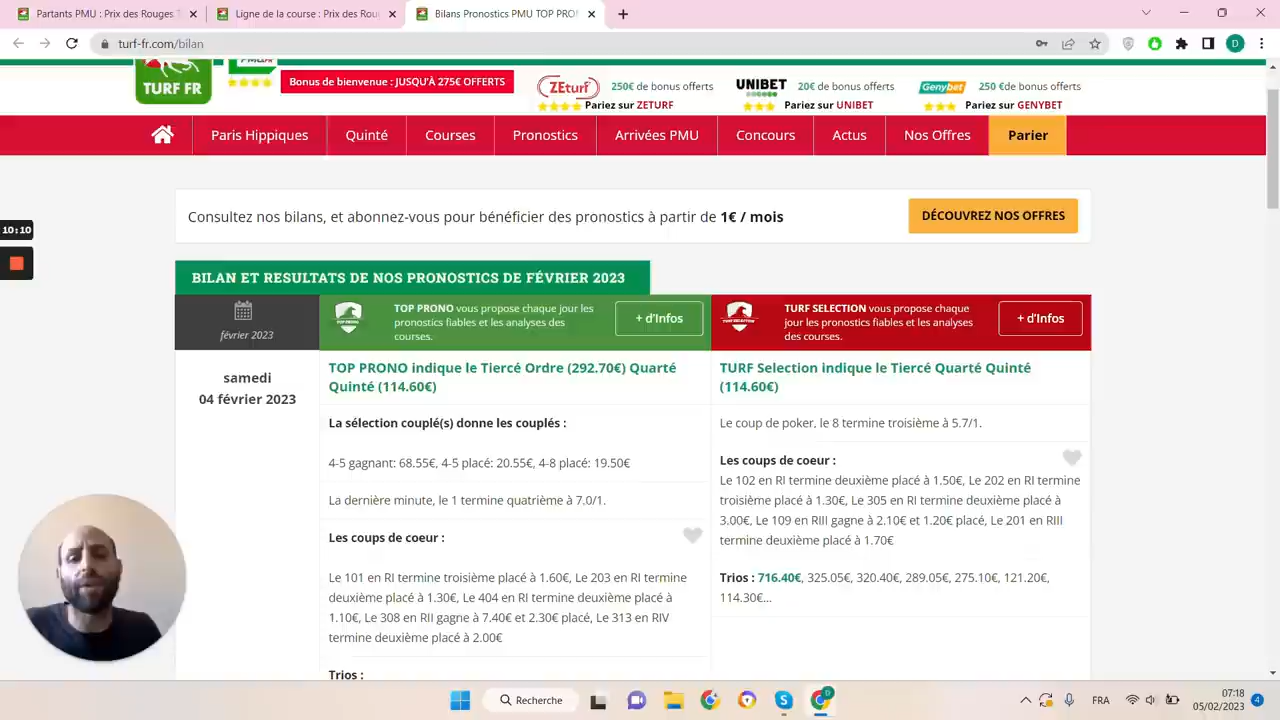 Paris PMU : Prix des Rouges T
Ligne de la course : Prix des Rou
Bilans Pronostics PMU TOP PRO
turf-fr.com/bilan
D
TURF FR
Bonus de bienvenue : JUSQU'À 275€ OFFERTS
ZEturf
250€ de bonus offerts
Pariez sur ZETURF
UNIBET
20€ de bonus offerts
Pariez sur UNIBET
Genybet
250 €de bonus offerts
Pariez sur GENYBET
Paris Hippiques
Quinté
Courses
Pronostics
Arrivées PMU
Concours
Actus
Nos Offres
Parier
Consultez nos bilans, et abonnez-vous pour bénéficier des pronostics à partir de 1€ / mois
DÉCOUVREZ NOS OFFRES
10:10
BILAN ET RESULTATS DE NOS PRONOSTICS DE FÉVRIER 2023
février 2023
TOP PRONO vous propose chaque jour les
pronostics fiables et les analyses des
courses.
+ d'Infos
TURF SELECTION vous propose chaque
jour les pronostics fiables et les analyses
des courses.
+ d'Infos
samedi
04 février 2023
TOP PRONO indique le Tiercé Ordre (292.70€) Quarté
Quinté (114.60€)
La sélection couplé(s) donne les couplés :
4-5 gagnant: 68.55€, 4-5 placé: 20.55€, 4-8 placé: 19.50€
La dernière minute, le 1 termine quatrième à 7.0/1.
Les coups de coeur :
Le 101 en RI termine troisième placé à 1.60€, Le 203 en RI termine
deuxième placé à 1.30€, Le 404 en RI termine deuxième placé à
1.10€, Le 308 en RII gagne à 7.40€ et 2.30€ placé, Le 313 en RIV
termine deuxième placé à 2.00€
Trios :
TURF Selection indique le Tiercé Quarté Quinté
(114.60€)
Le coup de poker, le 8 termine troisième à 5.7/1.
Les coups de coeur :
Le 102 en RI termine deuxième placé à 1.50€, Le 202 en RI termine
troisième placé à 1.30€, Le 305 en RI termine deuxième placé à
3.00€, Le 109 en RIII gagne à 2.10€ et 1.20€ placé, Le 201 en RIII
termine deuxième placé à 1.70€
Trios : 716.40€, 325.05€, 320.40€, 289.05€, 275.10€, 121.20€,
114.30€...
Recherche
FRA
07:18
05/02/2023
4